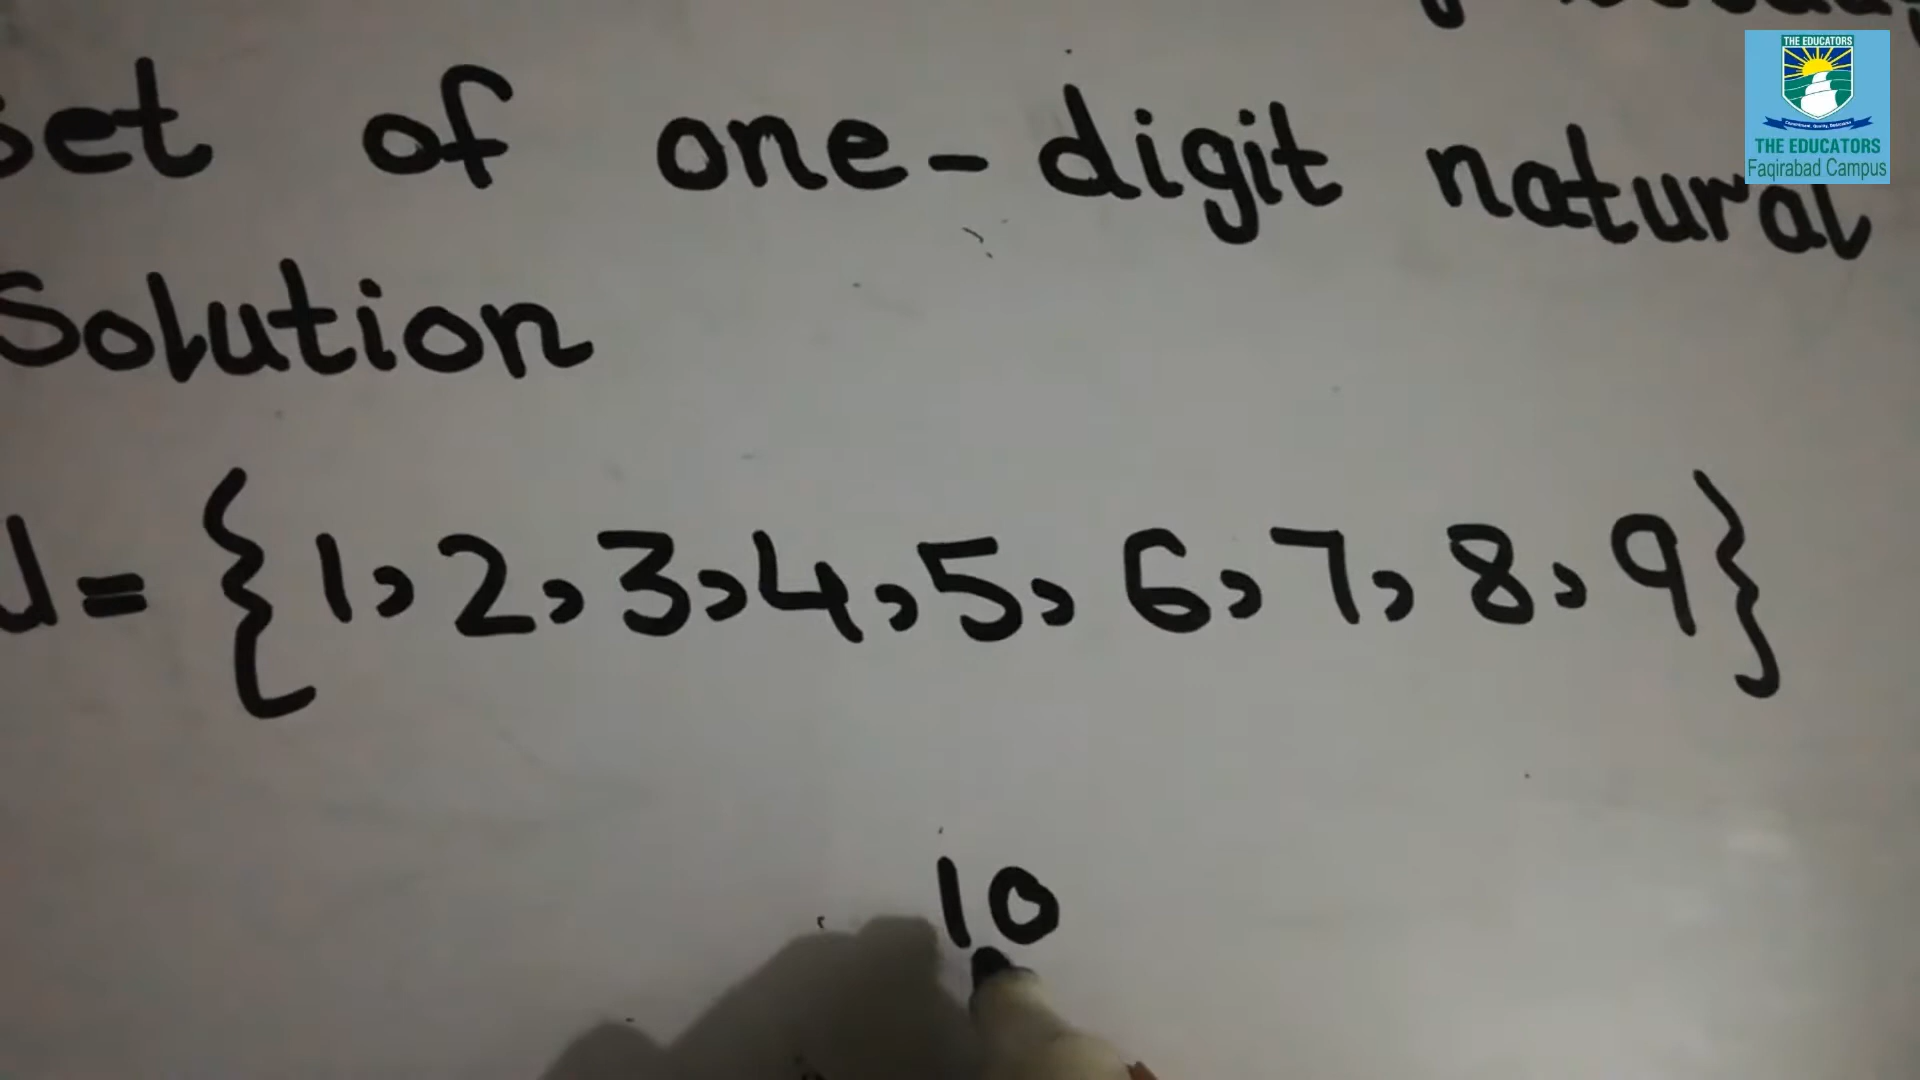 set of one-digit natural
Solution
= {1,2,3,4,5,6,7,8,9}
10
THE EDUCATORS
THE EDUCATORS
Faqirabad Campus